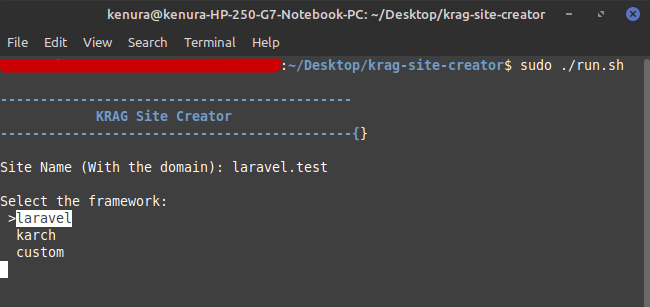 kenura@kenura-HP-250-G7-Notebook-PC: ~/Desktop/krag-site-creator
File Edit View Search Terminal Help
:~/Desktop/krag-site-creator$ sudo ./run.sh
--------------------------------------------
KRAG Site Creator
--------------------------------------------{}
Site Name (With the domain): laravel.test
Select the framework:
>laravel
karch
custom